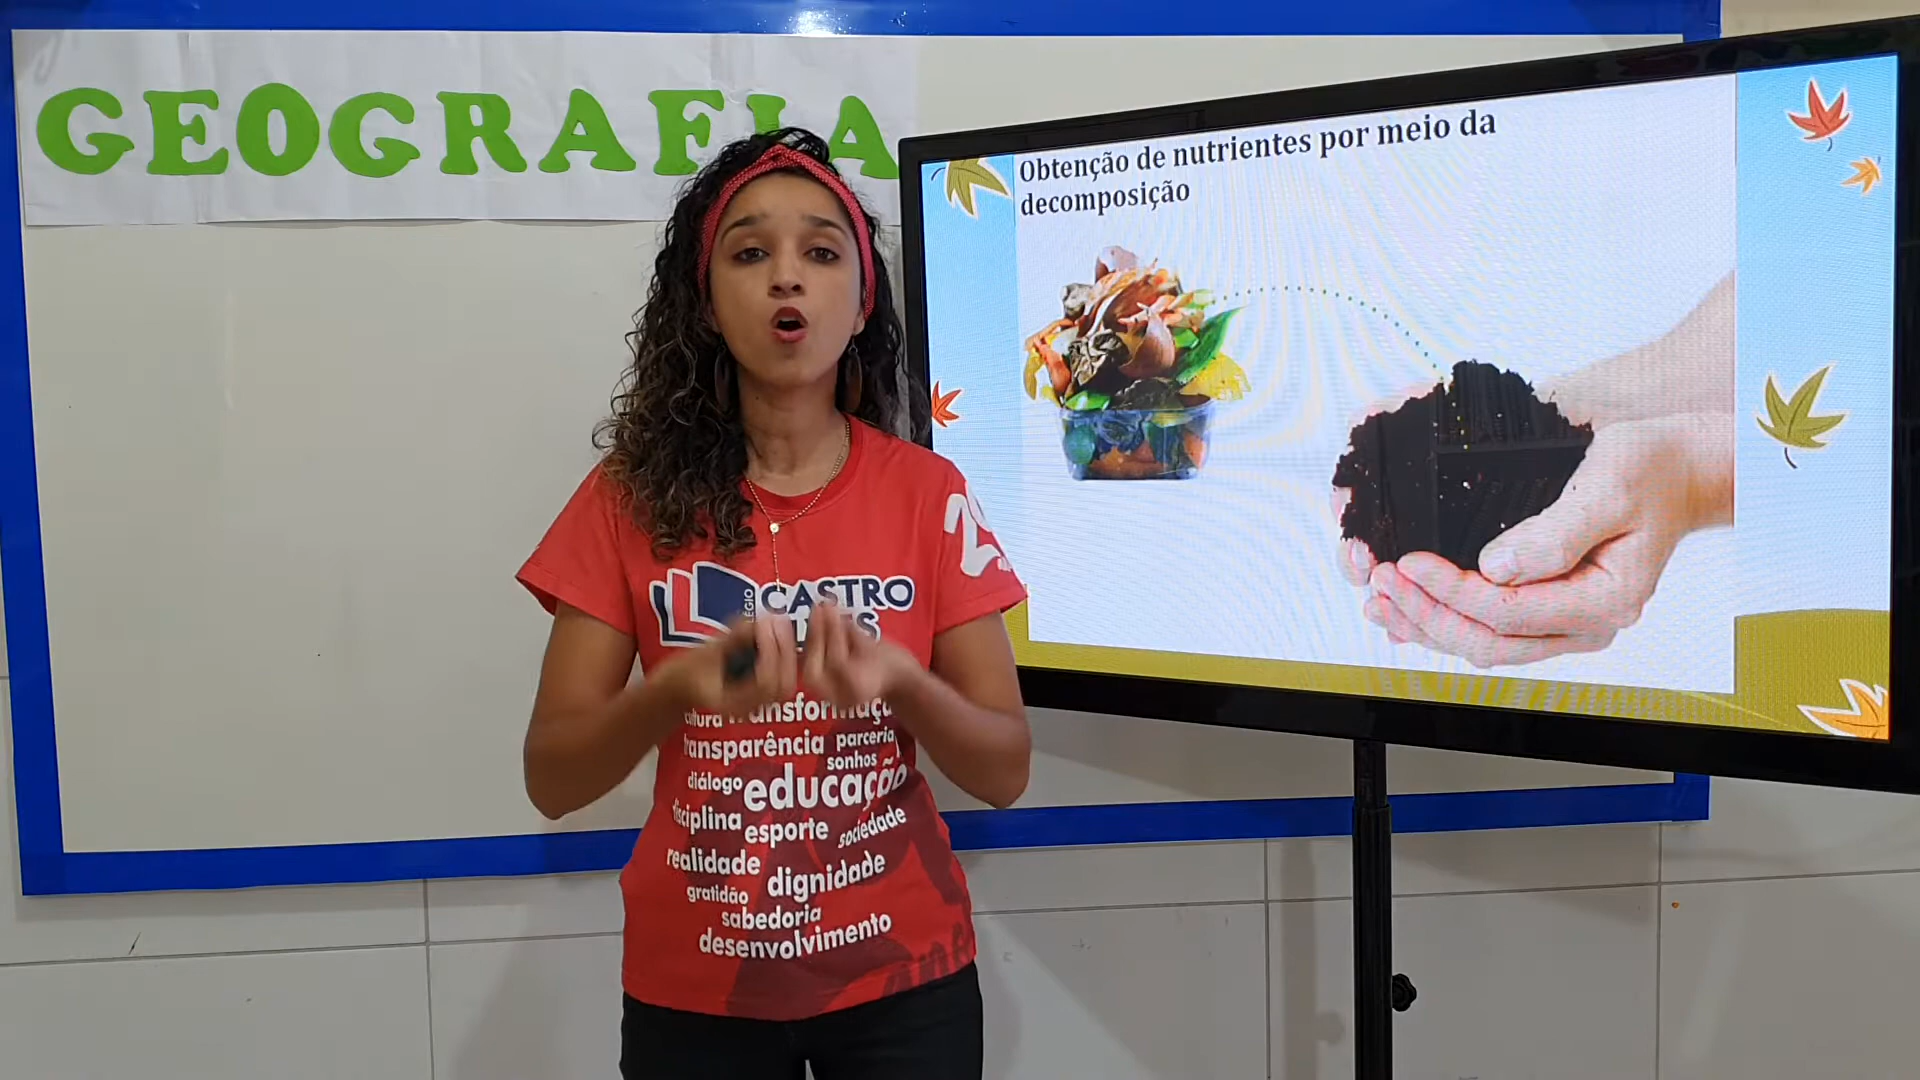 GEOGRAFIA
Obtenção de nutrientes por meio da
decomposição
CASTRO
transparência parceria
sonhos
diálogo educação
disciplina esporte sociedade
realidade dignidade
gratidão
sabedoria
desenvolvimento